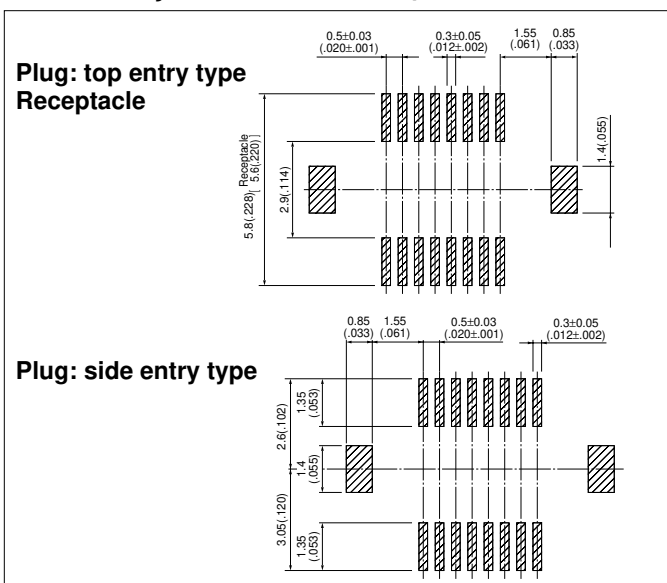 0.5±0.03 0.3±0.05 1.55 0.85
(.020±.001) (.012±.002) (.061) (.033)
Plug: top entry type
Receptacle
5.8(.228)[Receptacle 5.6(.220)]
2.9(.114)
1.4(.055)
0.85 1.55 0.5±0.03 0.3±0.05
(.033) (.061) (.020±.001) (.012±.002)
Plug: side entry type
2.6(.102)
1.35
(.053)
1.4
(.055)
3.05(.120)
1.35
(.053)